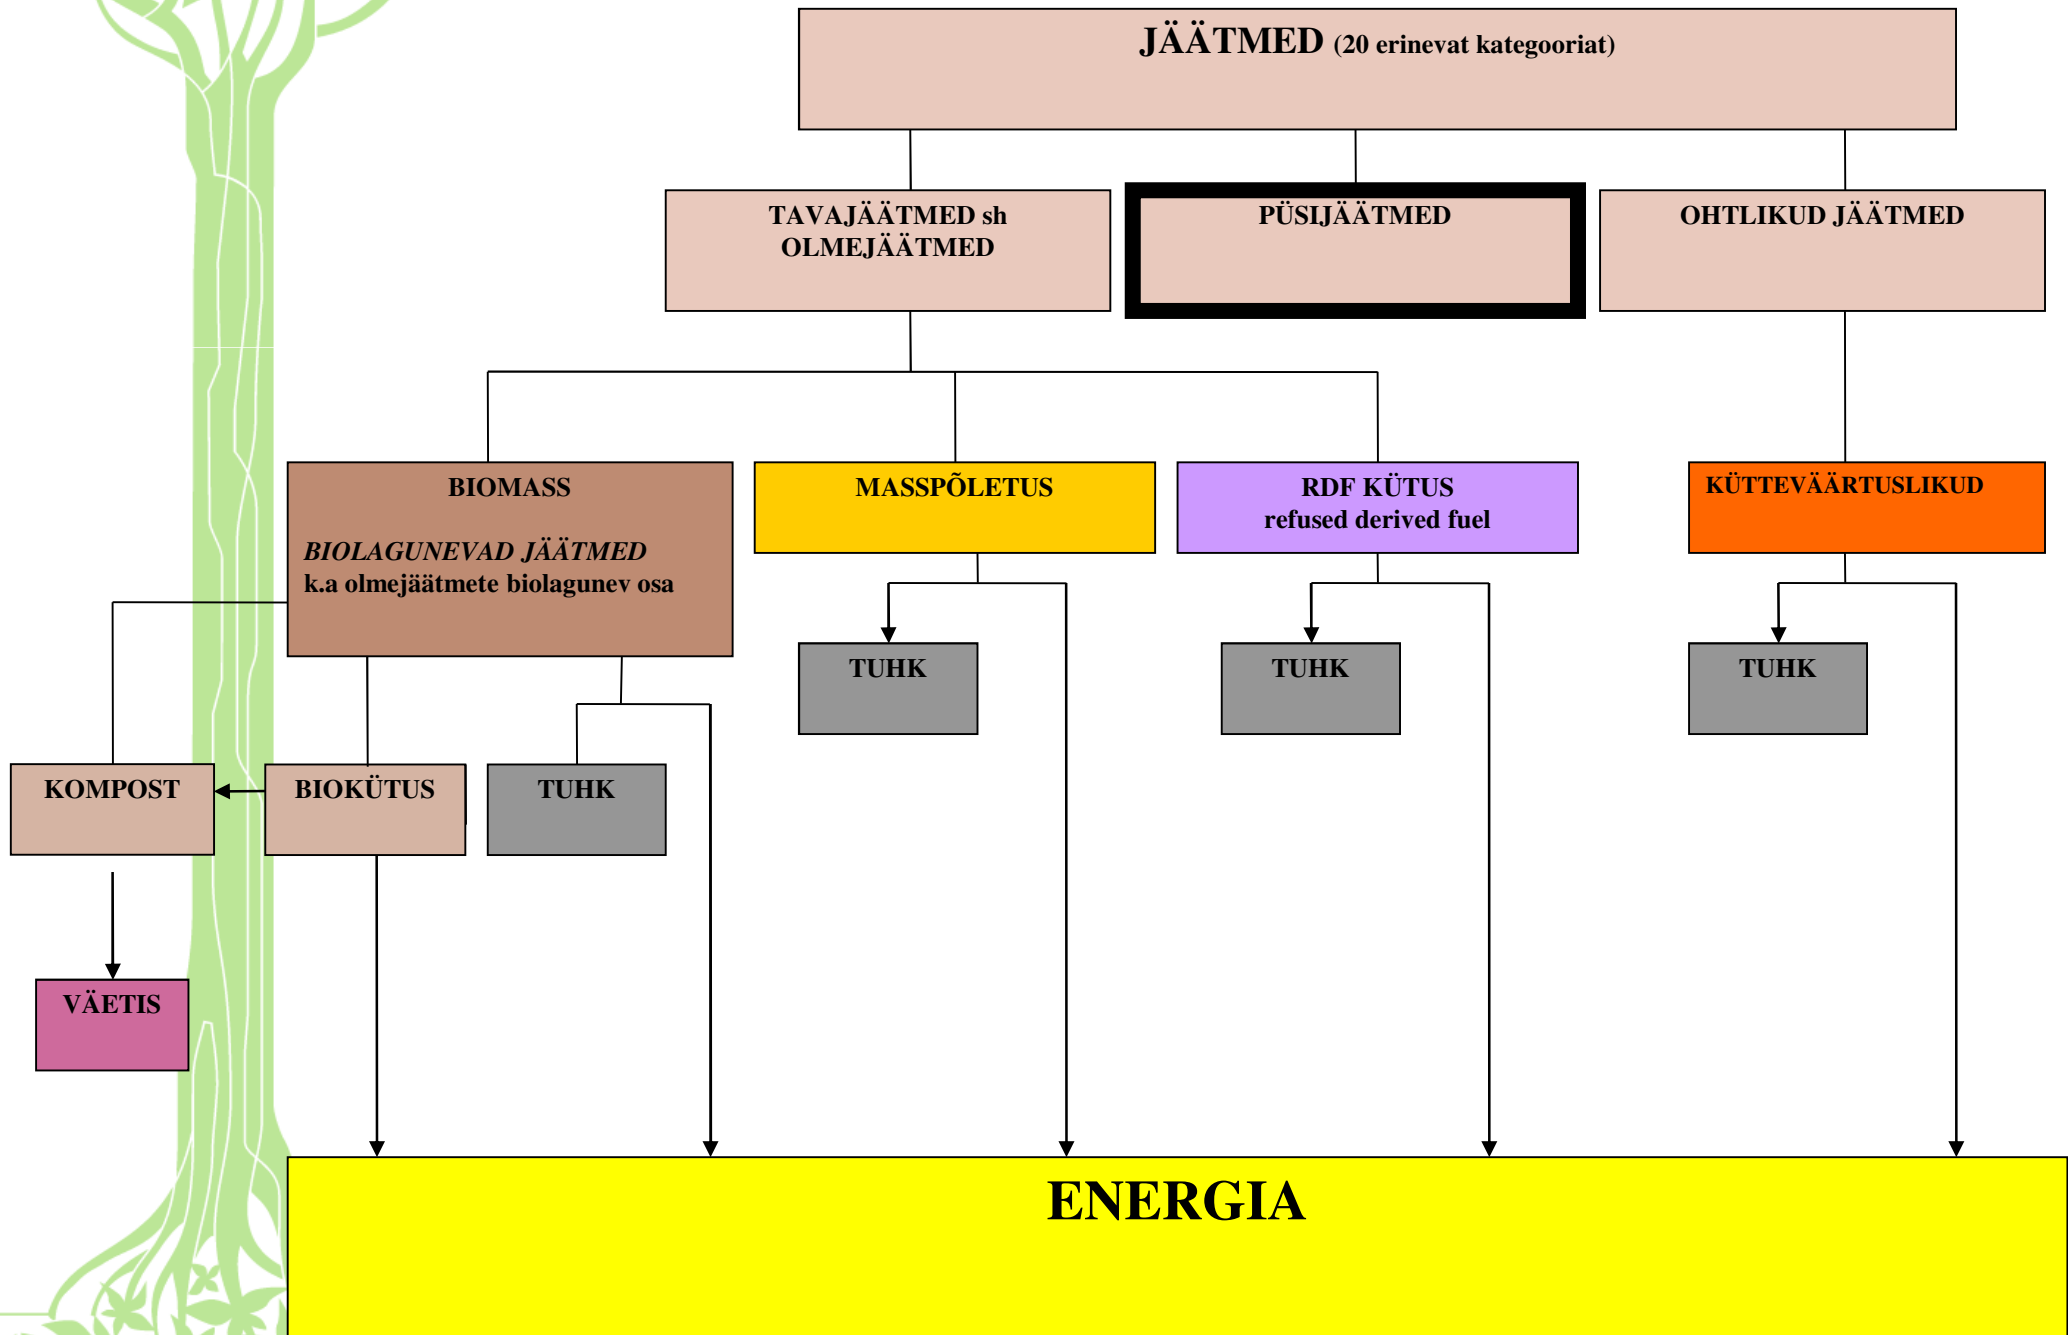 JÄÄTMED (20 erinevat kategooriat)
TAVAJÄÄTMED sh
OLMEJÄÄTMED
PÜSIJÄÄTMED
OHTLIKUD JÄÄTMED
BIOMASS
BIOLAGUNEVAD JÄÄTMED
k.a olmejäätmete biolagunev osa
MASSPÕLETUS
RDF KÜTUS
refused derived fuel
KÜTTEVÄÄRTUSLIKUD
TUHK
TUHK
TUHK
KOMPOST
BIOKÜTUS
TUHK
VÄETIS
ENERGIA